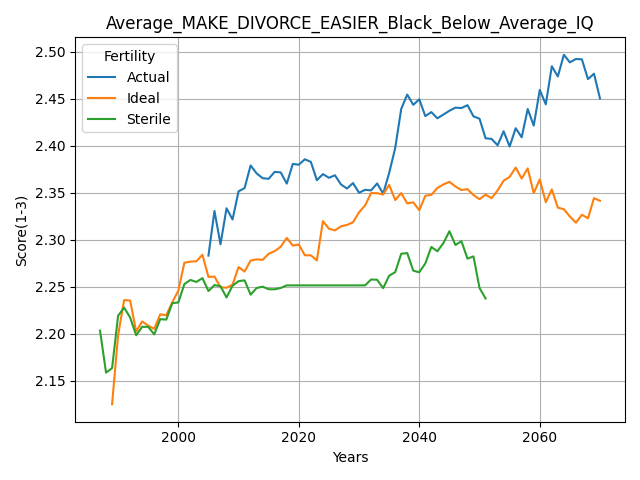 Average_MAKE_DIVORCE_EASIER_Black_Below_Average_IQ
Fertility
Actual
Ideal
Sterile
Score(1-3)
2.50
2.45
2.40
2.35
2.30
2.25
2.20
2.15
2000
2020
2040
2060
Years